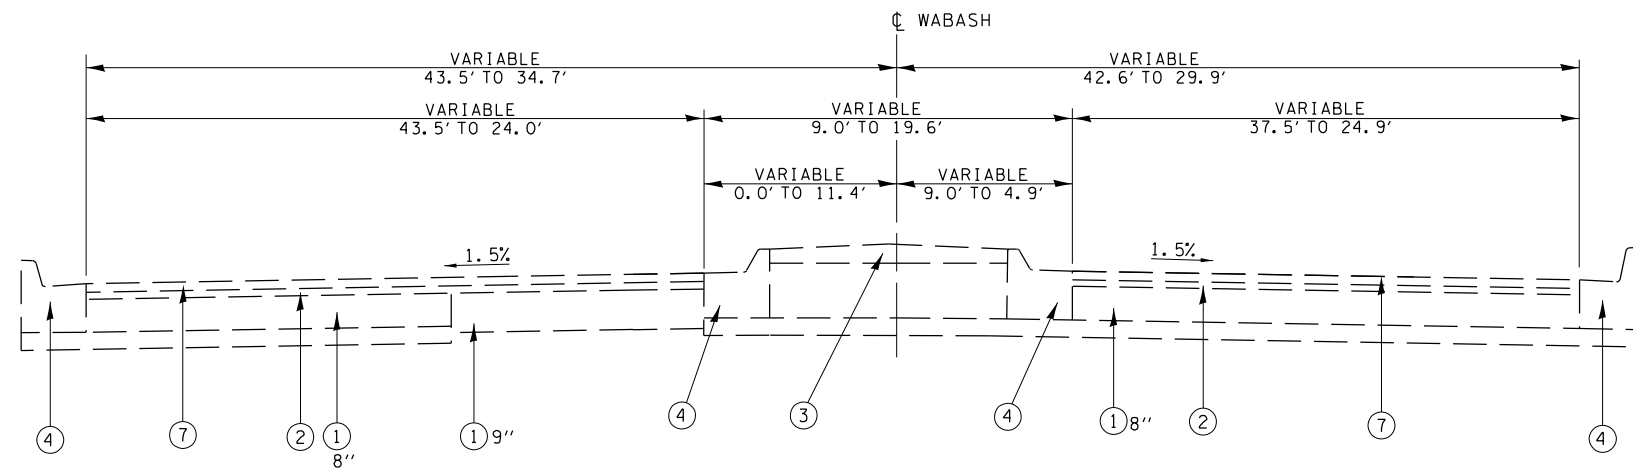 ℄ WABASH
VARIABLE
43.5' TO 34.7'
VARIABLE
42.6' TO 29.9'
VARIABLE
43.5' TO 24.0'
VARIABLE
9.0' TO 19.6'
VARIABLE
37.5' TO 24.9'
VARIABLE
0.0' TO 11.4'
VARIABLE
9.0' TO 4.9'
1.5%
1.5%
4
7
2
1
8''
1 9''
4
3
4
1 8''
2
7
4